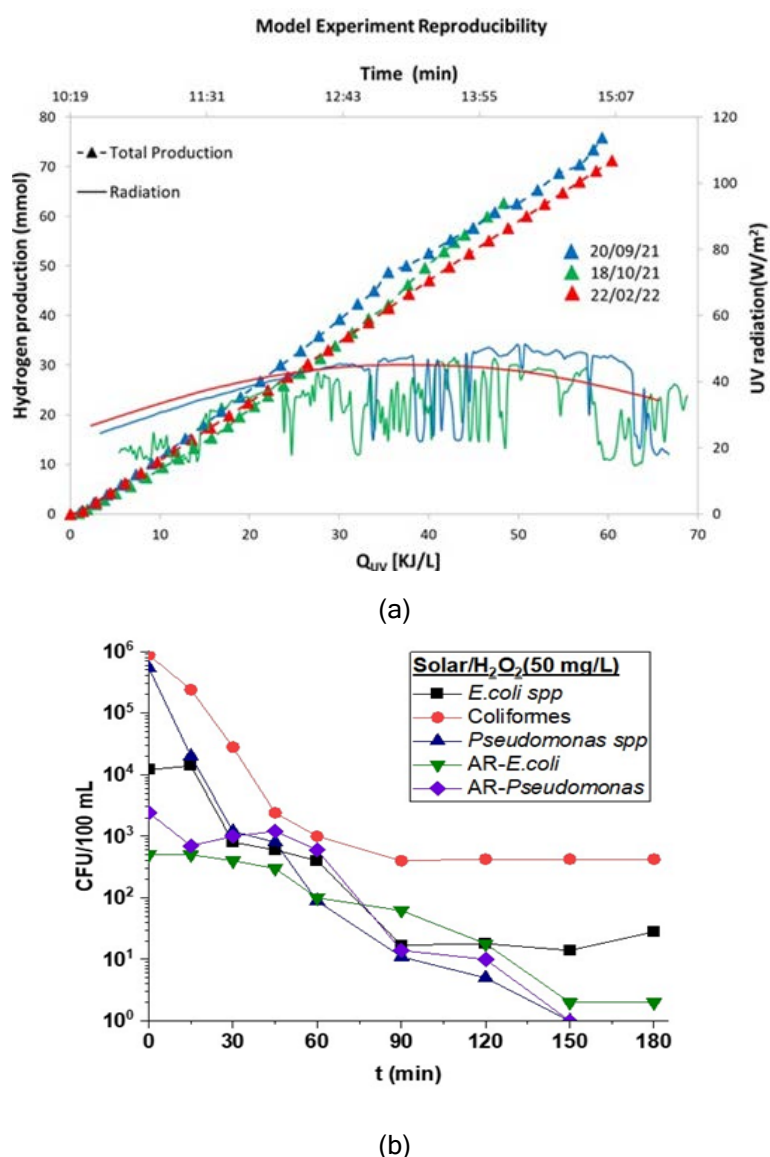 Model Experiment Reproducibility
Time (min)
10:19 11:31 12:43 13:55 15:07
80 120
70 100
60 80
50 60
40 40
30 20
20 0
10
0
Hydrogen production (mmol)
UV radiation(W/m²)
Total Production
Radiation
20/09/21
18/10/21
22/02/22
0 10 20 30 40 50 60 70
Q_UV [KJ/L]
(a)
10⁶
10⁵
10⁴
10³
10²
10¹
10⁰
CFU/100 mL
Solar/H₂O₂(50 mg/L)
E.coli spp
Coliformes
Pseudomonas spp
AR-E.coli
AR-Pseudomonas
0 30 60 90 120 150 180
t (min)
(b)